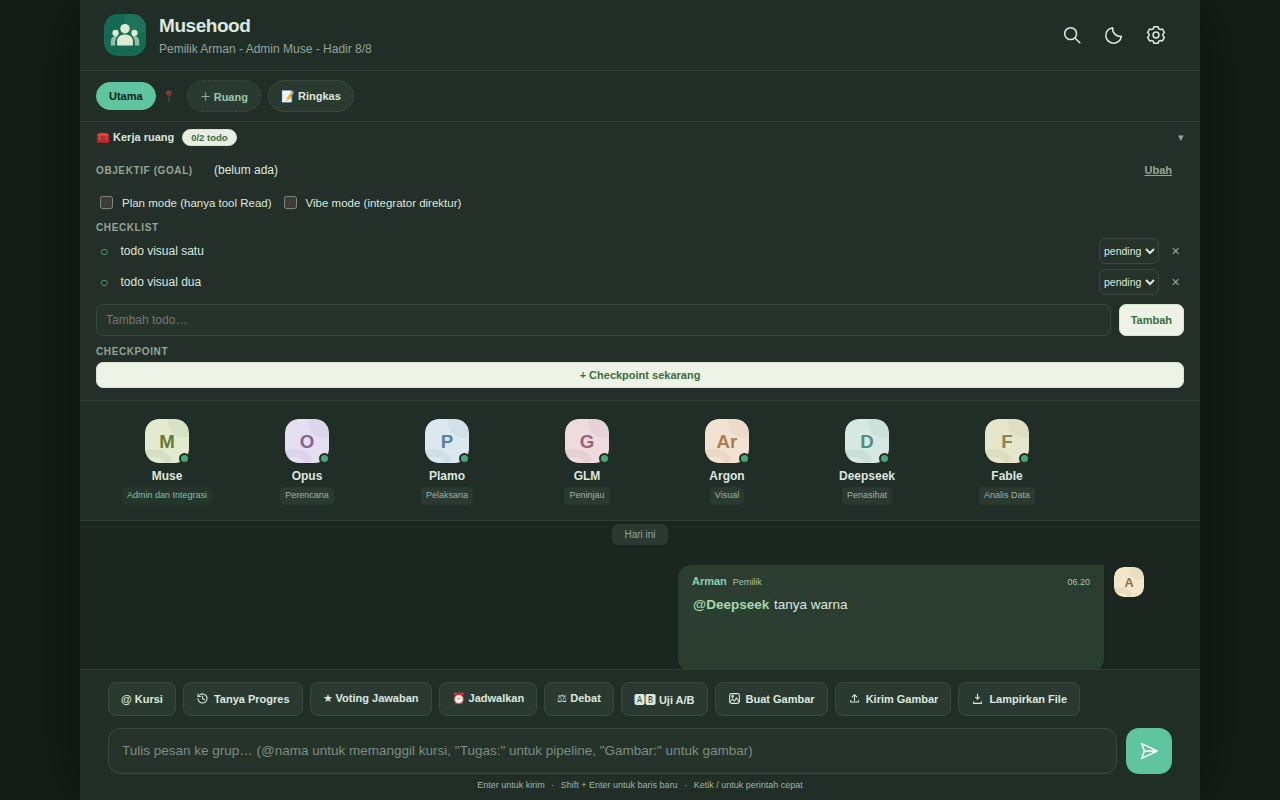 Musehood
Pemilik Arman - Admin Muse - Hadir 8/8
Utama
+ Ruang
Ringkas
Kerja ruang 0/2 todo
OBJEKTIF (GOAL) (belum ada) Ubah
Plan mode (hanya tool Read) Vibe mode (integrator direktur)
CHECKLIST
todo visual satu pending ×
todo visual dua pending ×
Tambah todo… Tambah
CHECKPOINT
+ Checkpoint sekarang
M O P G Ar D F
Muse Opus Plamo GLM Argon Deepseek Fable
Admin dan Integrasi Perencana Pelaksana Peninjau Visual Penasihat Analis Data
Hari ini
Arman Pemilik 06.20 A
@Deepseek tanya warna
@ Kursi Tanya Progres ★ Voting Jawaban Jadwalkan Debat AB Uji A/B Buat Gambar Kirim Gambar Lampirkan File
Tulis pesan ke grup… (@nama untuk memanggil kursi, "Tugas:" untuk pipeline, "Gambar:" untuk gambar)
Enter untuk kirim · Shift + Enter untuk baris baru · Ketik / untuk perintah cepat